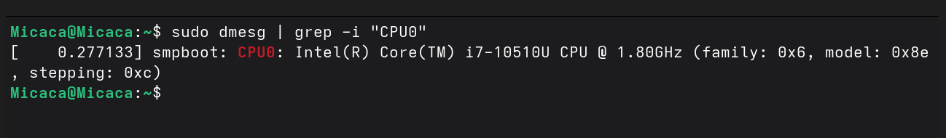 Micaca@Micaca:~$ sudo dmesg | grep -i "CPU0"
[    0.277133] smpboot: CPU0: Intel(R) Core(TM) i7-10510U CPU @ 1.80GHz (family: 0x6, model: 0x8e
, stepping: 0xc)
Micaca@Micaca:~$